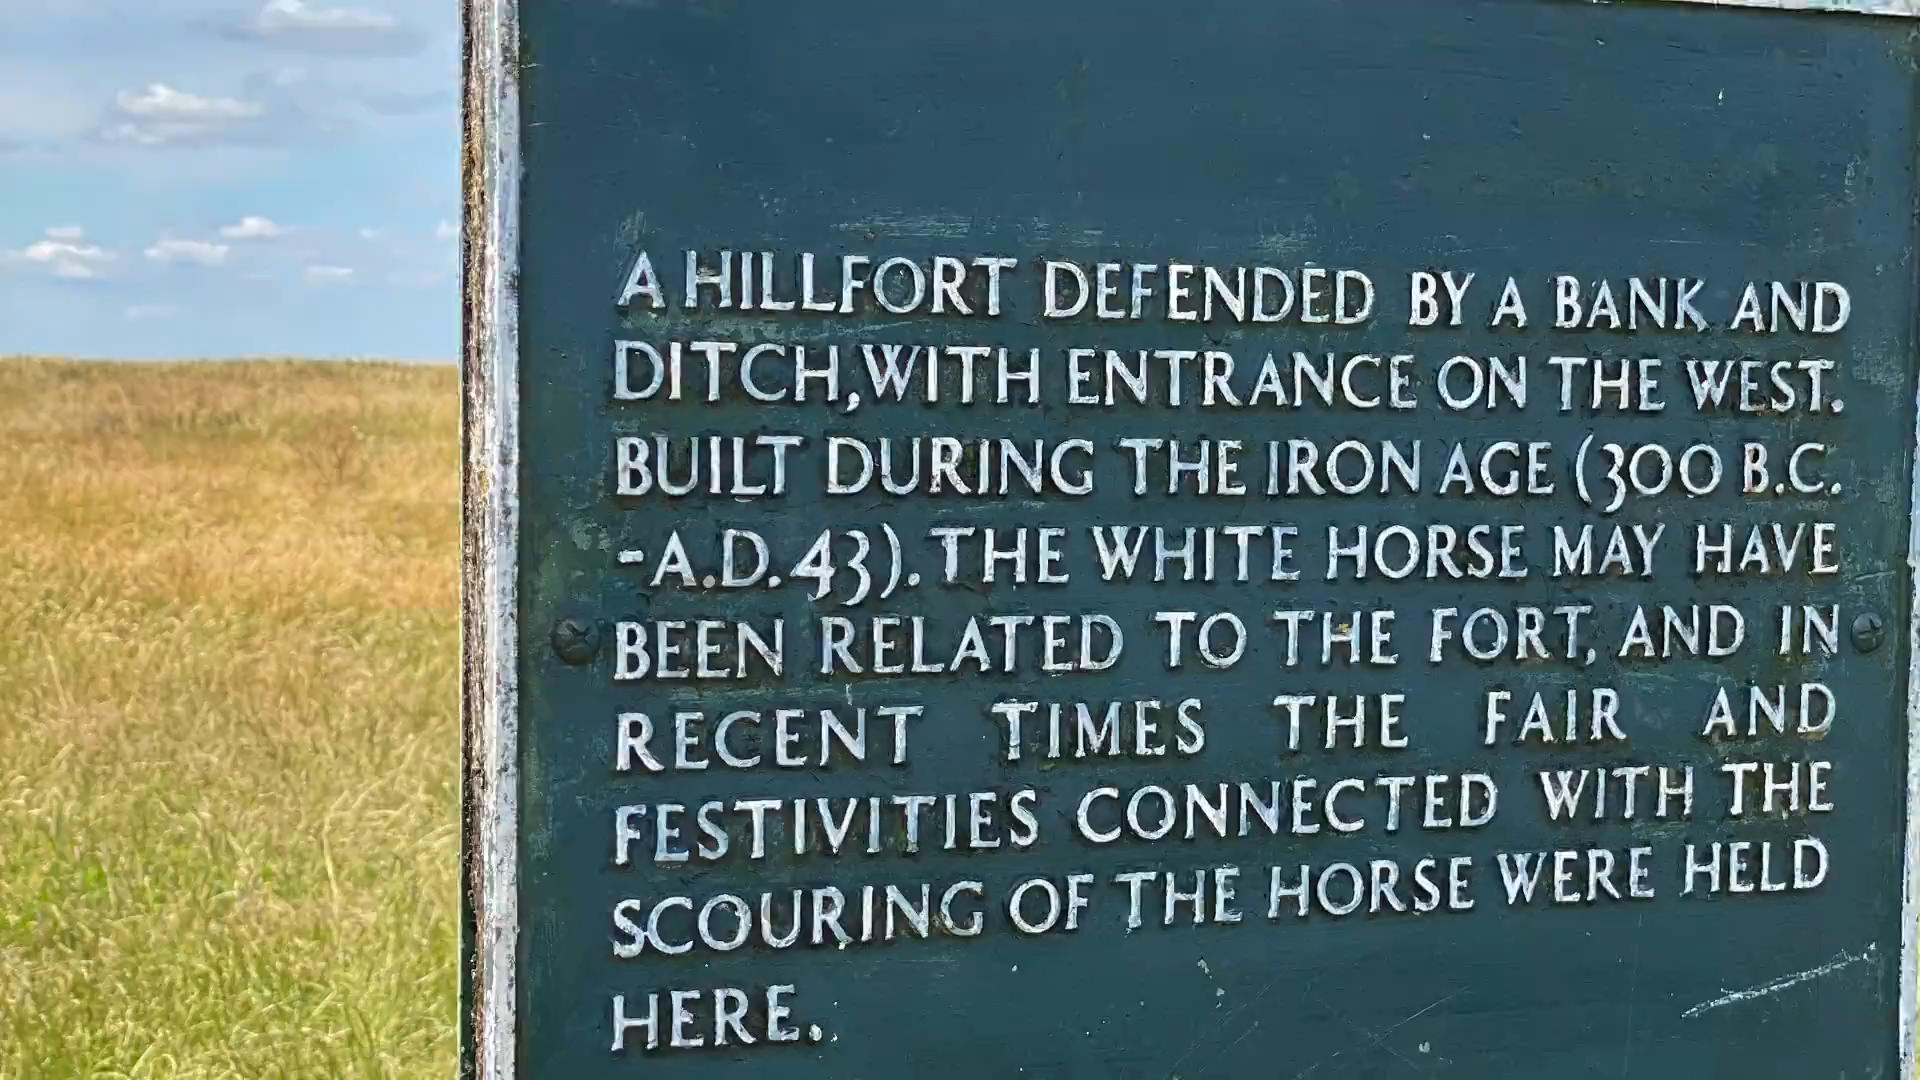 A HILLFORT DEFENDED BY A BANK AND
DITCH, WITH ENTRANCE ON THE WEST.
BUILT DURING THE IRON AGE (300 B.C.
-A.D. 43). THE WHITE HORSE MAY HAVE
BEEN RELATED TO THE FORT, AND IN
RECENT TIMES THE FAIR AND
FESTIVITIES CONNECTED WITH THE
SCOURING OF THE HORSE WERE HELD
HERE.